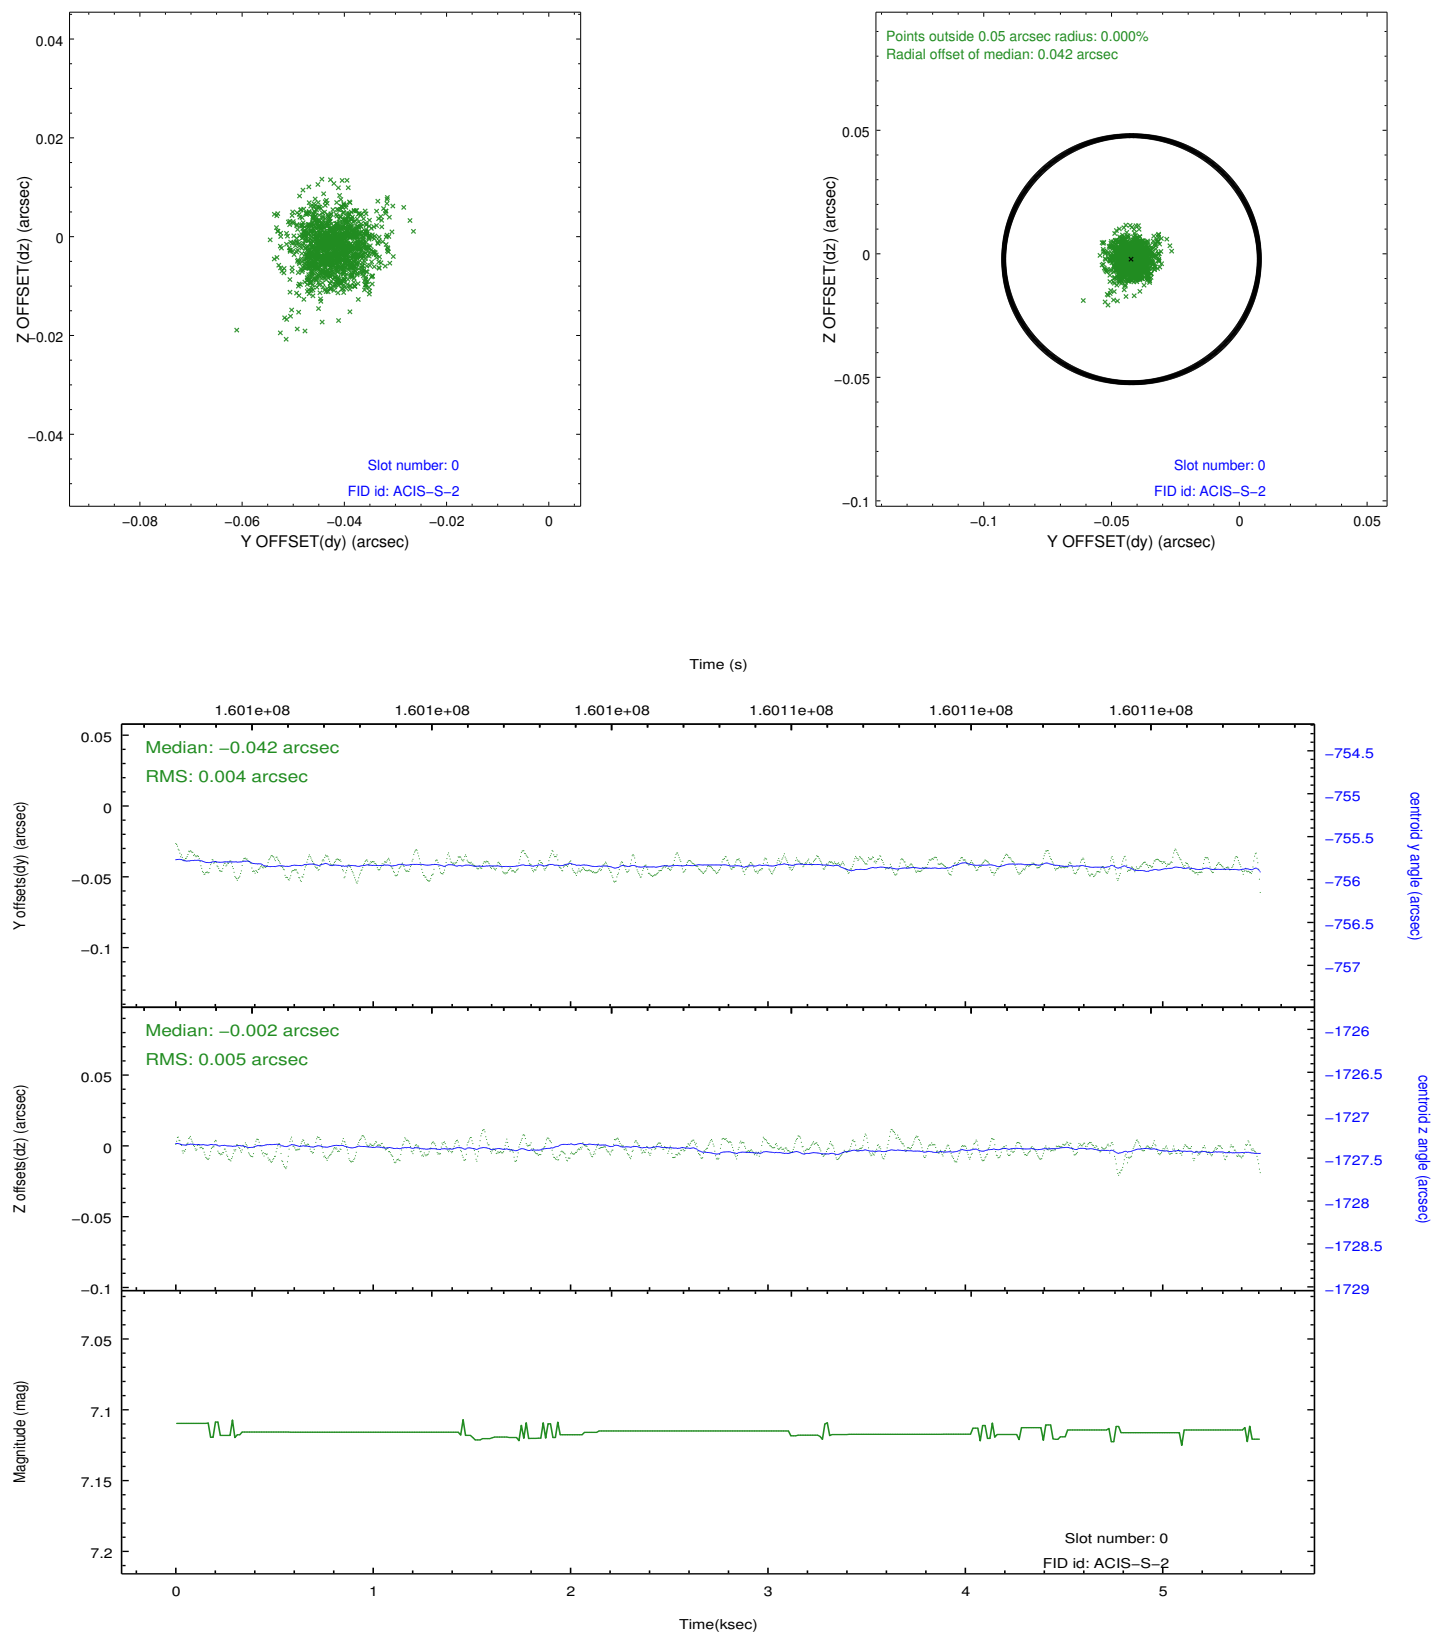 0.04
0.02
0
−0.02
−0.04
Z OFFSET(dz) (arcsec)
Slot number: 0
FID id: ACIS−S−2
−0.08 −0.06 −0.04 −0.02 0
Y OFFSET(dy) (arcsec)
Points outside 0.05 arcsec radius: 0.000%
Radial offset of median: 0.042 arcsec
0.05
0
−0.05
−0.1
Z OFFSET(dz) (arcsec)
Slot number: 0
FID id: ACIS−S−2
−0.1 −0.05 0 0.05
Y OFFSET(dy) (arcsec)
Time (s)
1.601e+08 1.601e+08 1.601e+08 1.6011e+08 1.6011e+08 1.6011e+08
Median: −0.042 arcsec
RMS: 0.004 arcsec
0.05
0
−0.05
−0.1
Y offsets(dy) (arcsec)
−754.5
−755
−755.5
−756
−756.5
−757
centroid y angle (arcsec)
Median: −0.002 arcsec
RMS: 0.005 arcsec
0.05
0
−0.05
−0.1
Z offsets(dz) (arcsec)
−1726
−1726.5
−1727
−1727.5
−1728
−1728.5
−1729
centroid z angle (arcsec)
7.05
7.1
7.15
7.2
Magnitude (mag)
Slot number: 0
FID id: ACIS−S−2
0 1 2 3 4 5
Time(ksec)